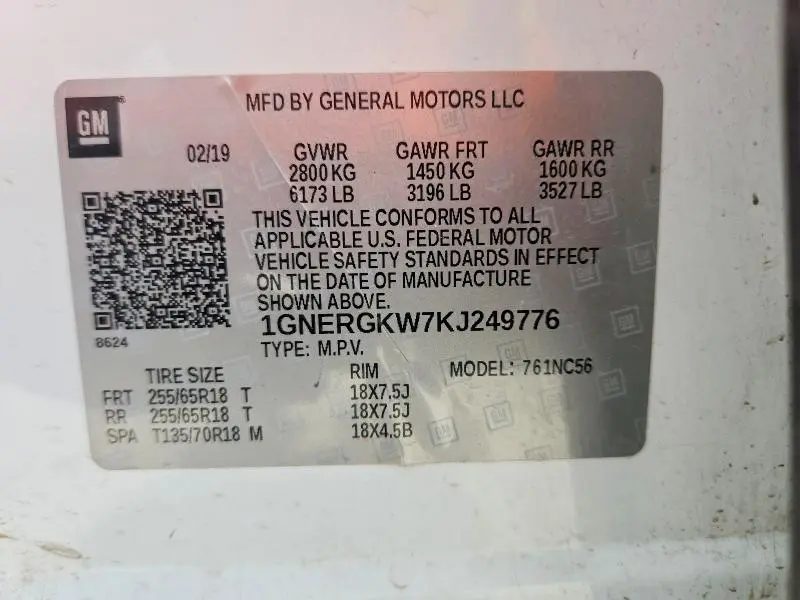 GM
MFD BY GENERAL MOTORS LLC
02/19 GVWR GAWR FRT GAWR RR
2800 KG 1450 KG 1600 KG
6173 LB 3196 LB 3527 LB
THIS VEHICLE CONFORMS TO ALL
APPLICABLE U.S. FEDERAL MOTOR
VEHICLE SAFETY STANDARDS IN EFFECT
ON THE DATE OF MANUFACTURE
SHOWN ABOVE.
1GNERGKW7KJ249776
8624
TYPE: M.P.V.
TIRE SIZE RIM MODEL: 761NC56
FRT 255/65R18 T 18X7.5J
RR 255/65R18 T 18X7.5J
SPA T135/70R18 M 18X4.5B